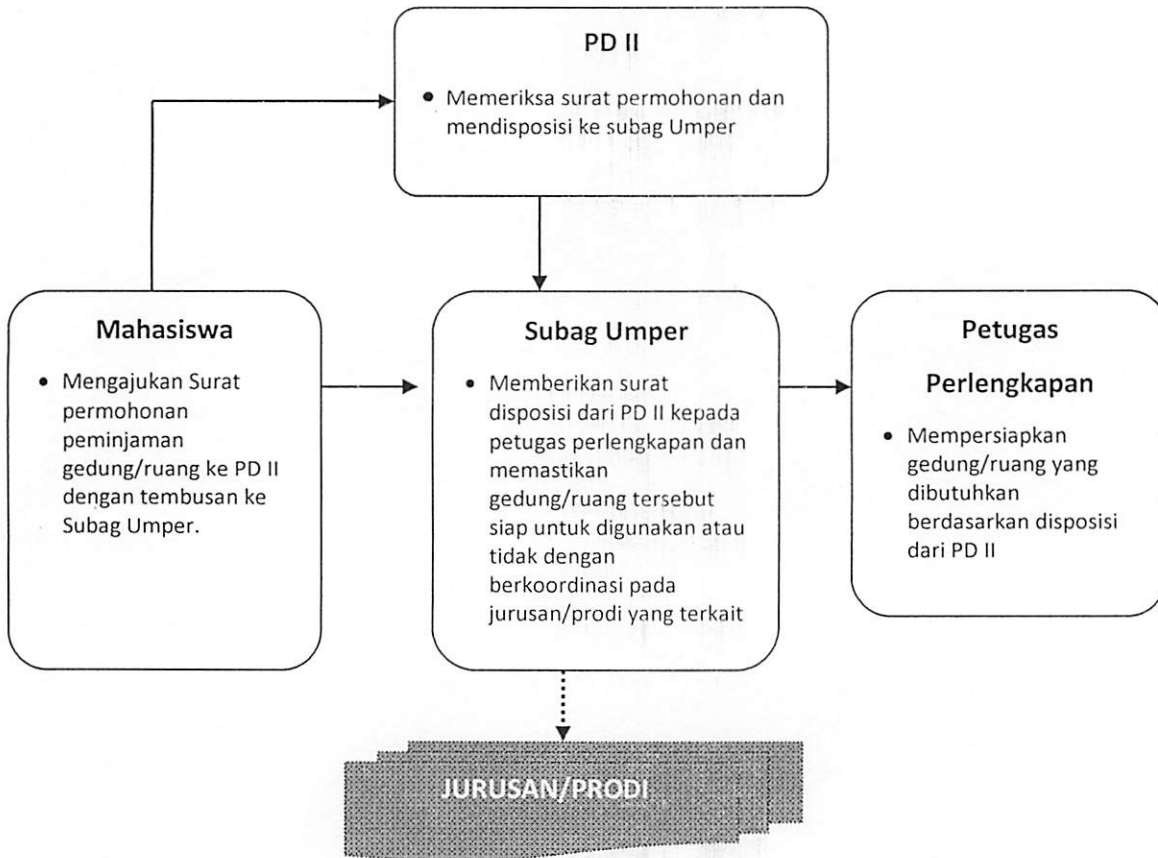 PD II
• Memeriksa surat permohonan dan
mendisposisi ke subag Umper
Mahasiswa
• Mengajukan Surat
permohonan
peminjaman
gedung/ruang ke PD II
dengan tembusan ke
Subag Umper.
Subag Umper
• Memberikan surat
disposisi dari PD II kepada
petugas perlengkapan dan
memastikan
gedung/ruang tersebut
siap untuk digunakan atau
tidak dengan
berkoordinasi pada
jurusan/prodi yang terkait
Petugas
Perlengkapan
• Mempersiapkan
gedung/ruang yang
dibutuhkan
berdasarkan disposisi
dari PD II
JURUSAN/PRODI